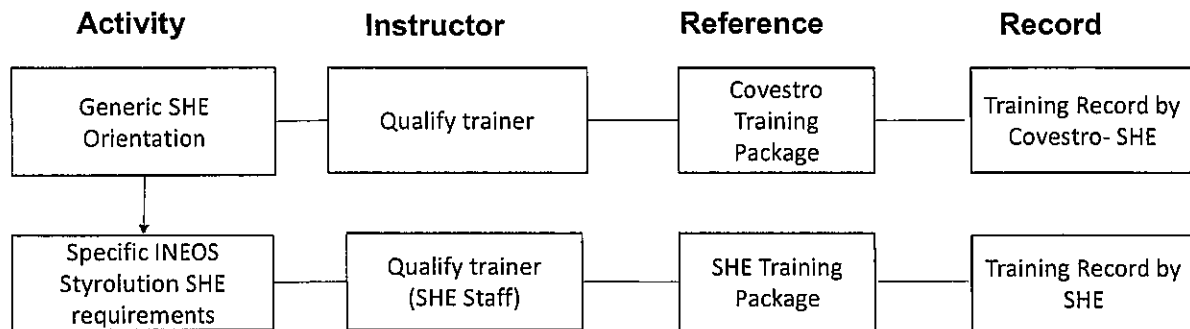 Activity Instructor Reference Record
Generic SHE
Orientation
Qualify trainer
Covestro
Training
Package
Training Record by
Covestro- SHE
Specific INEOS
Styrolution SHE
requirements
Qualify trainer
(SHE Staff)
SHE Training
Package
Training Record by
SHE